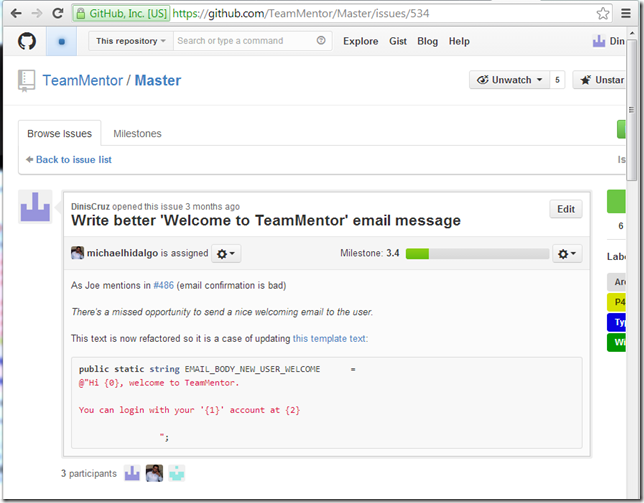 GitHub, Inc. [US] https://github.com/TeamMentor/Master/issues/534
This repository Search or type a command Explore Gist Blog Help Din
TeamMentor / Master Unwatch 5 Unstar
Browse Issues Milestones
Back to issue list Is
DinisCruz opened this issue 3 months ago
Write better 'Welcome to TeamMentor' email message Edit
6
michaelhidalgo is assigned Milestone: 3.4
Labe
As Joe mentions in #486 (email confirmation is bad)
Are
P4
There's a missed opportunity to send a nice welcoming email to the user.
Typ
This text is now refactored so it is a case of updating this template text:
Wi
public static string EMAIL_BODY_NEW_USER_WELCOME =
@"Hi {0}, welcome to TeamMentor.
You can login with your '{1}' account at {2}
";
3 participants